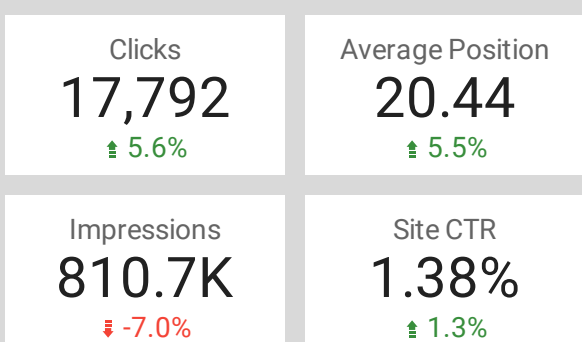 Clicks
17,792
5.6%
Average Position
20.44
5.5%
Impressions
810.7K
-7.0%
Site CTR
1.38%
1.3%